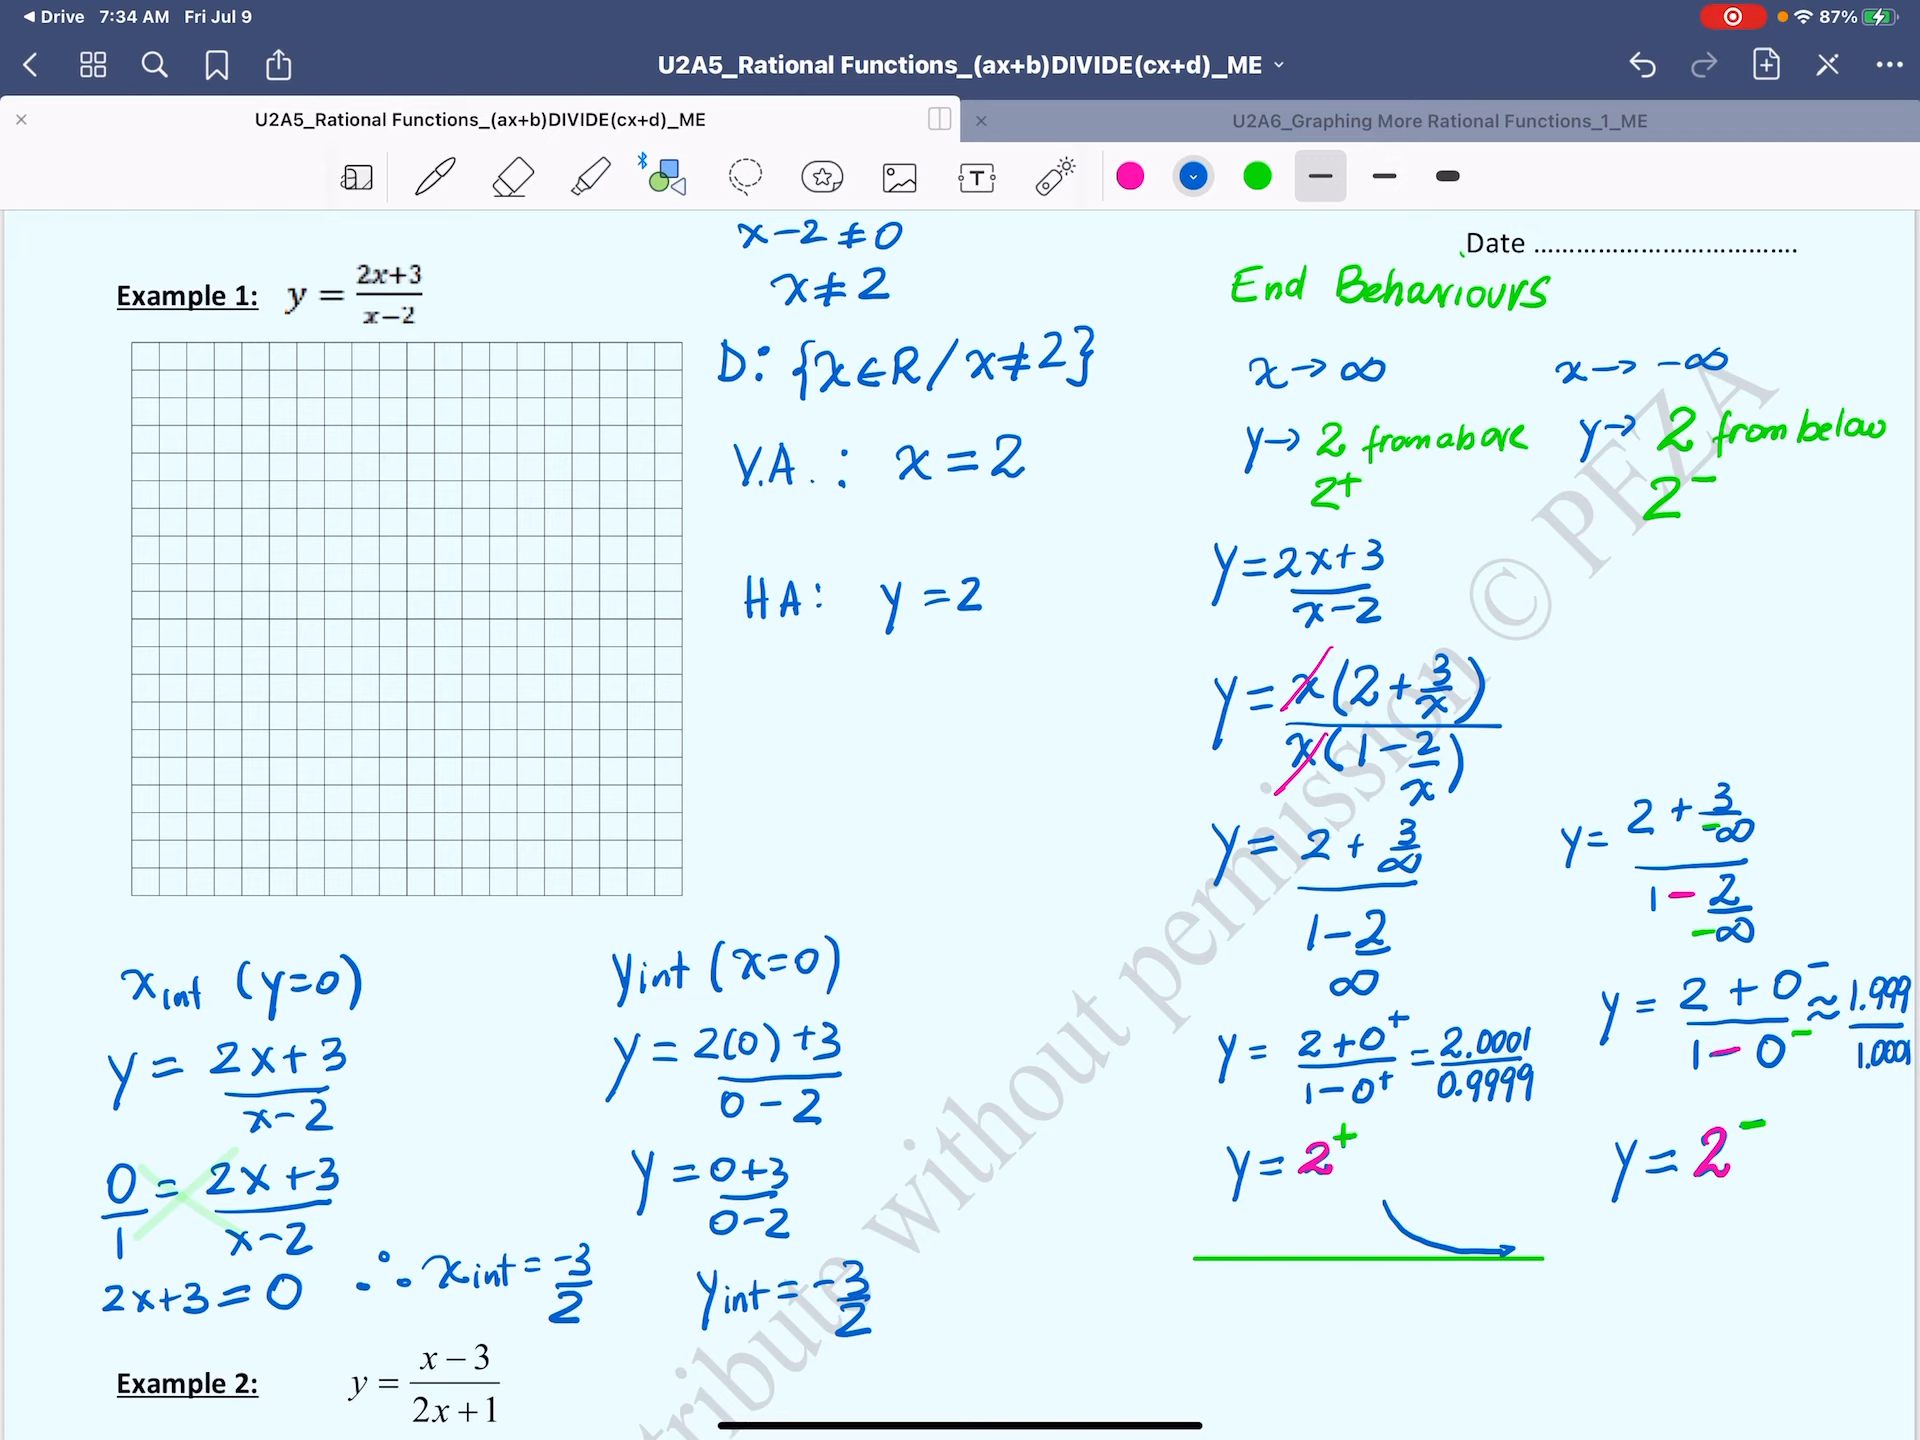 Drive 7:34 AM Fri Jul 9
87%
U2A5_Rational Functions_(ax+b)DIVIDE(cx+d)_ME
U2A5_Rational Functions_(ax+b)DIVIDE(cx+d)_ME
U2A6_Graphing More Rational Functions_1_ME
Date ......................................
Example 1: y = (2x+3)/(x−2)
x−2≠0
x≠2
D: {x∈R/x≠2}
V.A.: x=2
HA: y=2
End Behaviours
x→∞
y→ 2 from above
2⁺
x→ −∞
y→ 2 from below
2⁻
y = (2x+3)/(x−2)
y = x(2+3/x)/x(1−2/x)
y = (2 + 3/∞)/(1−2/∞)
y = (2+0⁺)/(1−0⁺) = 2.0001/0.9999
y = 2⁺
y = (2 + 3/−∞)/(1 − 2/−∞)
y = (2 + 0⁻)/(1 − 0⁻) ≈ 1.999/1.0001
y = 2⁻
xint (y=0)
y = (2x+3)/(x−2)
0/1 = (2x+3)/(x−2)
2x+3=0 ∴ xint = −3/2
yint (x=0)
y = (2(0)+3)/(0−2)
y = (0+3)/(0−2)
yint = −3/2
Example 2: y = (x−3)/(2x+1)
tribute without permission © PEZA